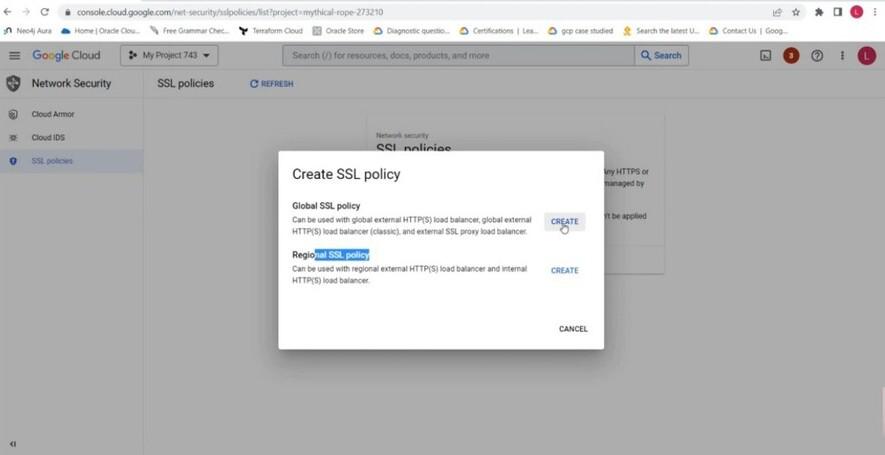 console.cloud.google.com/net-security/sslpolicies/list?project=mythical-rope-273210
L
Neo4j Aura
Home | Oracle Clou...
Free Grammar Chec...
Terraform Cloud
Oracle Store
Diagnostic questio...
Certifications | Lea...
gcp case studied
Search the latest U...
Contact Us | Goog...
Google Cloud
My Project 743
Search (/) for resources, docs, products, and more
Search
3
L
Network Security
SSL policies
REFRESH
Cloud Armor
Cloud IDS
SSL policies
Network security
SSL policies
Any HTTPS or
managed by
't be applied
Create SSL policy
Global SSL policy
Can be used with global external HTTP(S) load balancer, global external
HTTP(S) load balancer (classic), and external SSL proxy load balancer.
CREATE
Regional SSL policy
Can be used with regional external HTTP(S) load balancer and internal
HTTP(S) load balancer.
CREATE
CANCEL